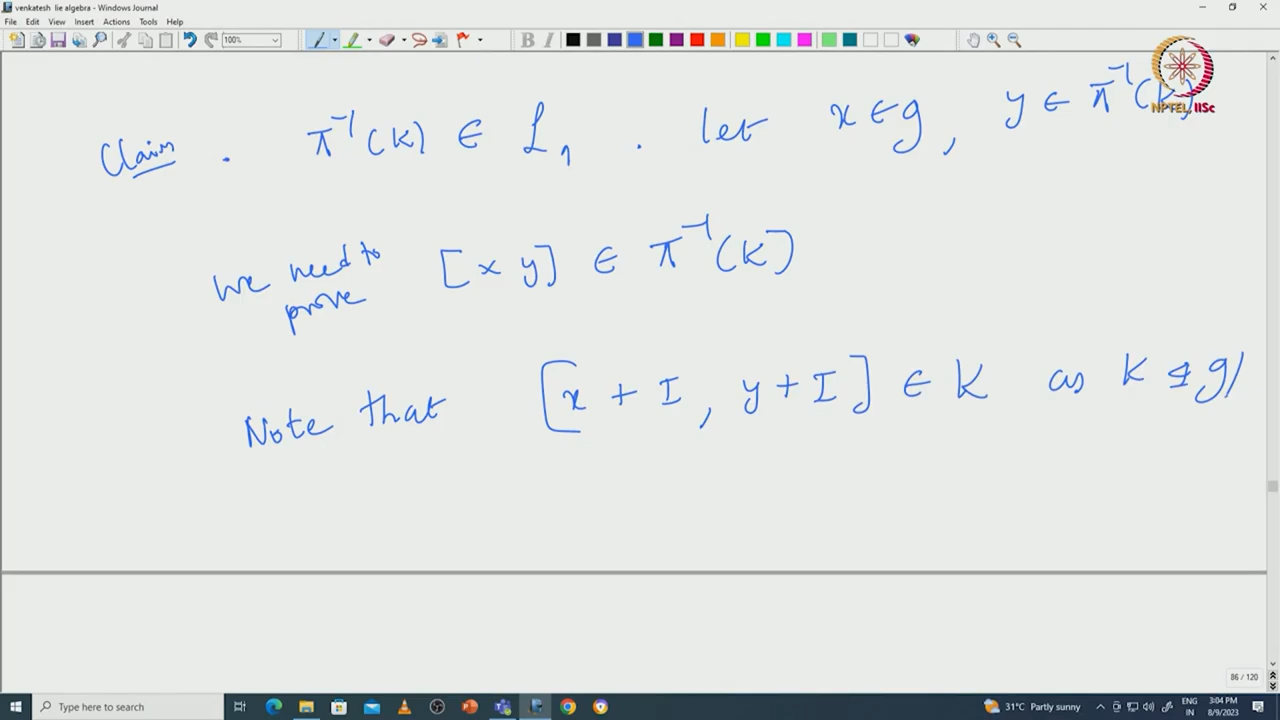 venkatesh lie algebra - Windows Journal
File Edit View Insert Actions Tools Help
100%
B I
NPTEL, IISc
Claim . π⁻¹(K) ∈ L₁ . let x ∈ g, y ∈ π⁻¹(K)
we need to prove [x y] ∈ π⁻¹(K)
Note that [x + I, y + I] ∈ K as K ⊴ g/
86 / 120
Type here to search
31°C Partly sunny
ENG
IN
3:04 PM
8/9/2023